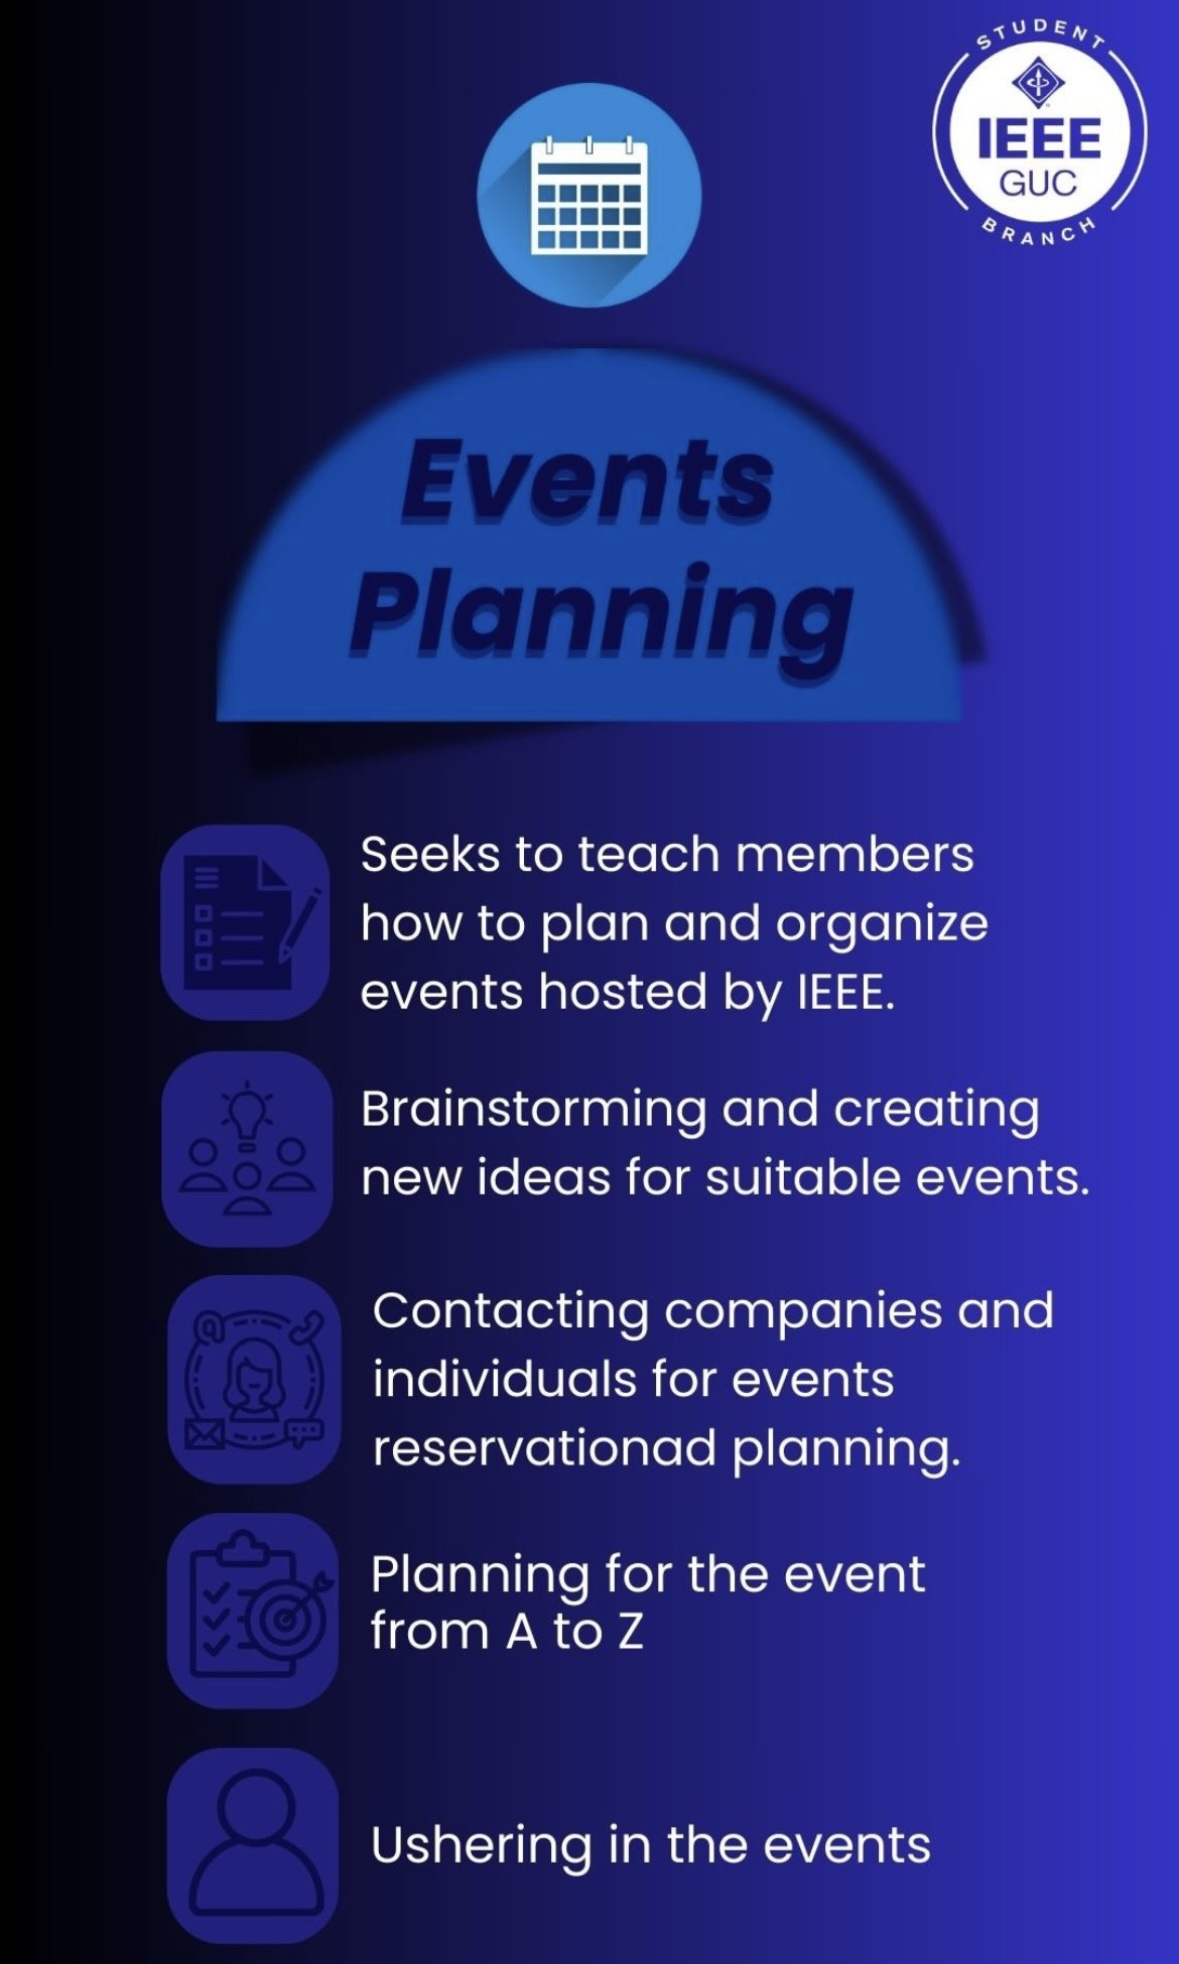 STUDENT
IEEE
GUC
BRANCH
Events
Planning
Seeks to teach members
how to plan and organize
events hosted by IEEE.
Brainstorming and creating
new ideas for suitable events.
Contacting companies and
individuals for events
reservationad planning.
Planning for the event
from A to Z
Ushering in the events